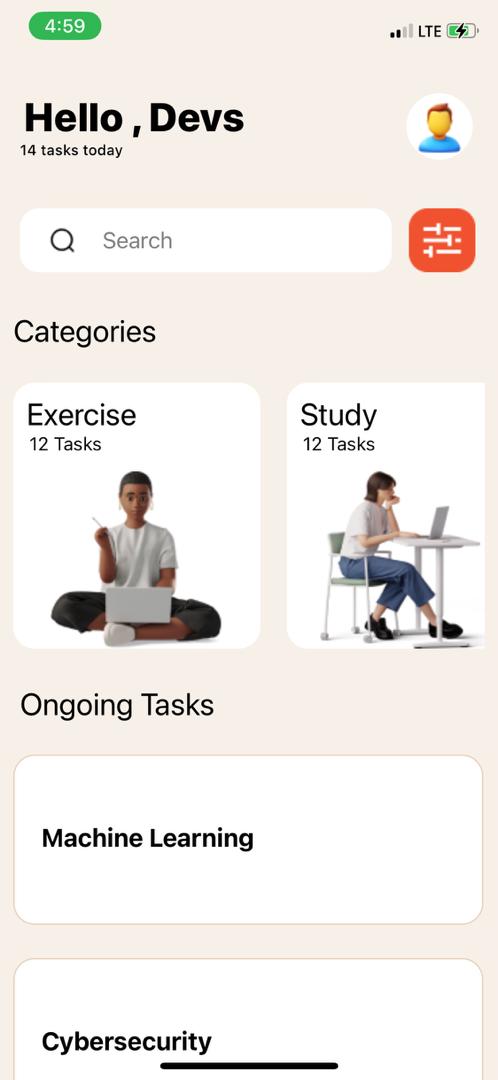 4:59
LTE
Hello , Devs
14 tasks today
Search
Categories
Exercise
12 Tasks
Study
12 Tasks
Ongoing Tasks
Machine Learning
Cybersecurity